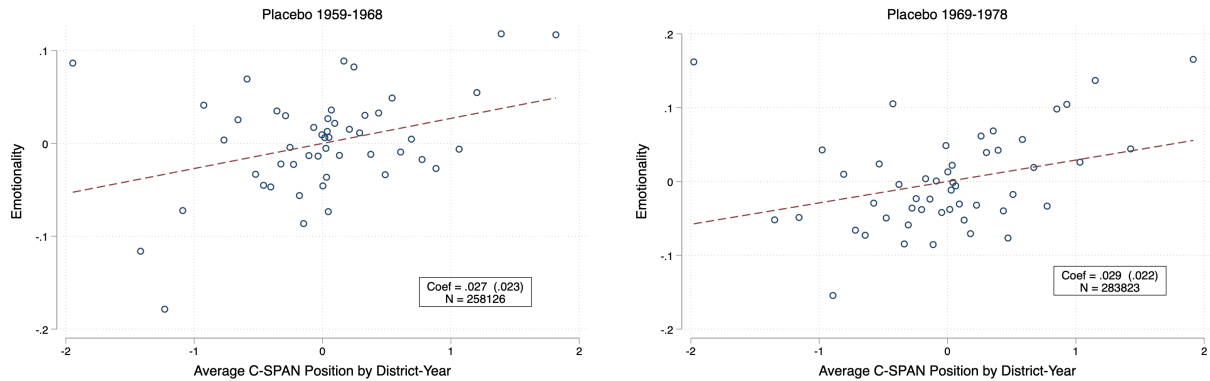 Placebo 1959-1968
.1
0
-.1
-.2
Emotionality
Coef = .027 (.023)
N = 258126
-2 -1 0 1 2
Average C-SPAN Position by District-Year
Placebo 1969-1978
.2
.1
0
-.1
-.2
Emotionality
Coef = .029 (.022)
N = 283823
-2 -1 0 1 2
Average C-SPAN Position by District-Year